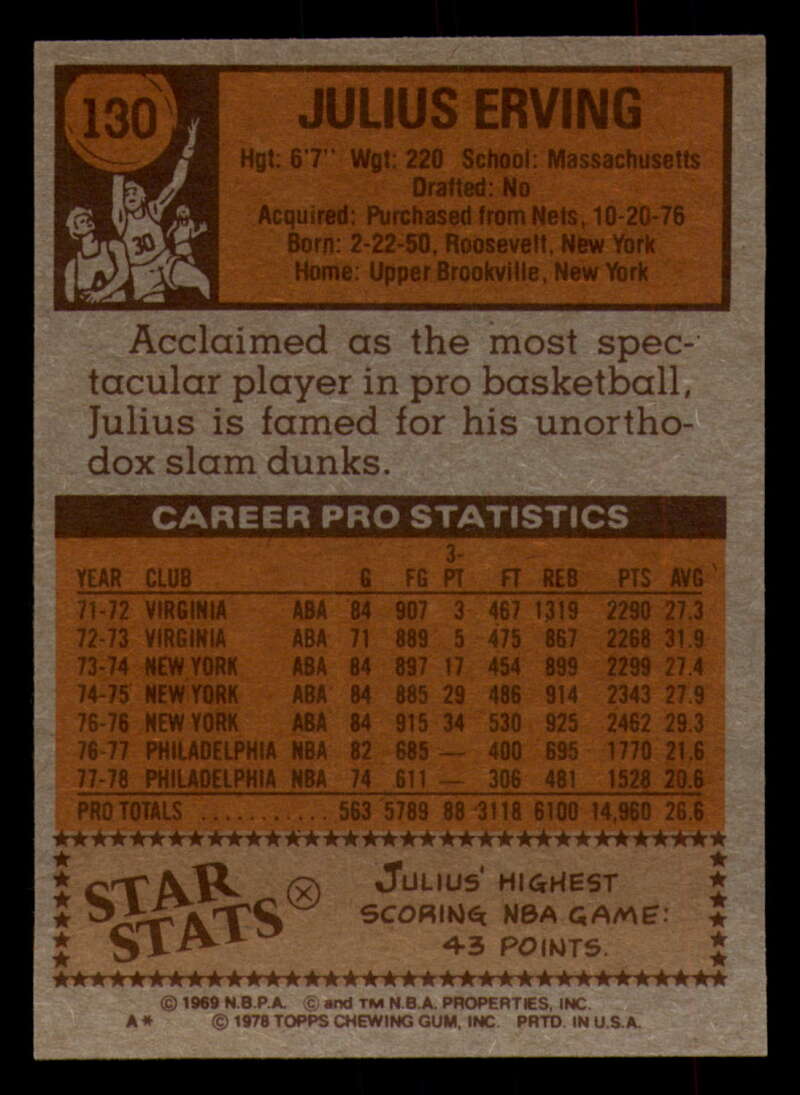 130
JULIUS ERVING
Hgt: 6'7" Wgt: 220 School: Massachusetts
Drafted: No
Acquired: Purchased from Nets, 10-20-76
Born: 2-22-50, Roosevelt, New York
Home: Upper Brookville, New York
30
Acclaimed as the most spec-
tacular player in pro basketball,
Julius is famed for his unortho-
dox slam dunks.
CAREER PRO STATISTICS
3-
YEAR CLUB G FG PT FT REB PTS AVG
71-72 VIRGINIA ABA 84 907 3 467 1319 2290 27.3
72-73 VIRGINIA ABA 71 889 5 475 867 2268 31.9
73-74 NEW YORK ABA 84 897 17 454 899 2299 27.4
74-75 NEW YORK ABA 84 885 29 486 914 2343 27.9
76-76 NEW YORK ABA 84 915 34 530 925 2462 29.3
76-77 PHILADELPHIA NBA 82 685 — 400 695 1770 21.6
77-78 PHILADELPHIA NBA 74 611 — 306 481 1528 20.6
PRO TOTALS ........... 563 5789 88 3118 6100 14,960 26.6
STAR
STATS
JULIUS' HIGHEST
SCORING NBA GAME:
43 POINTS.
© 1969 N.B.P.A. © and TM N.B.A. PROPERTIES, INC.
A* © 1978 TOPPS CHEWING GUM, INC. PRTD. IN U.S.A.